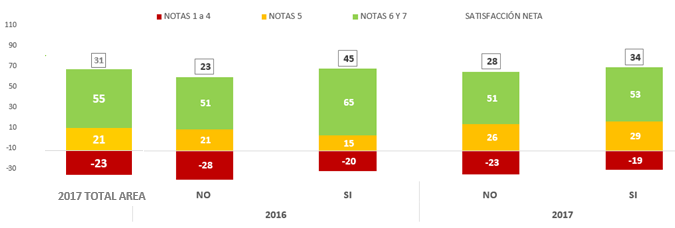 NOTAS 1 a 4 NOTAS 5 NOTAS 6 Y 7 SATISFACCIÓN NETA
110
90
70
50
30
10
-10
-30
31 23 45 28 34
55 51 65 51 53
21 21 15 26 29
-23 -28 -20 -23 -19
2017 TOTAL AREA NO SI NO SI
2016 2017